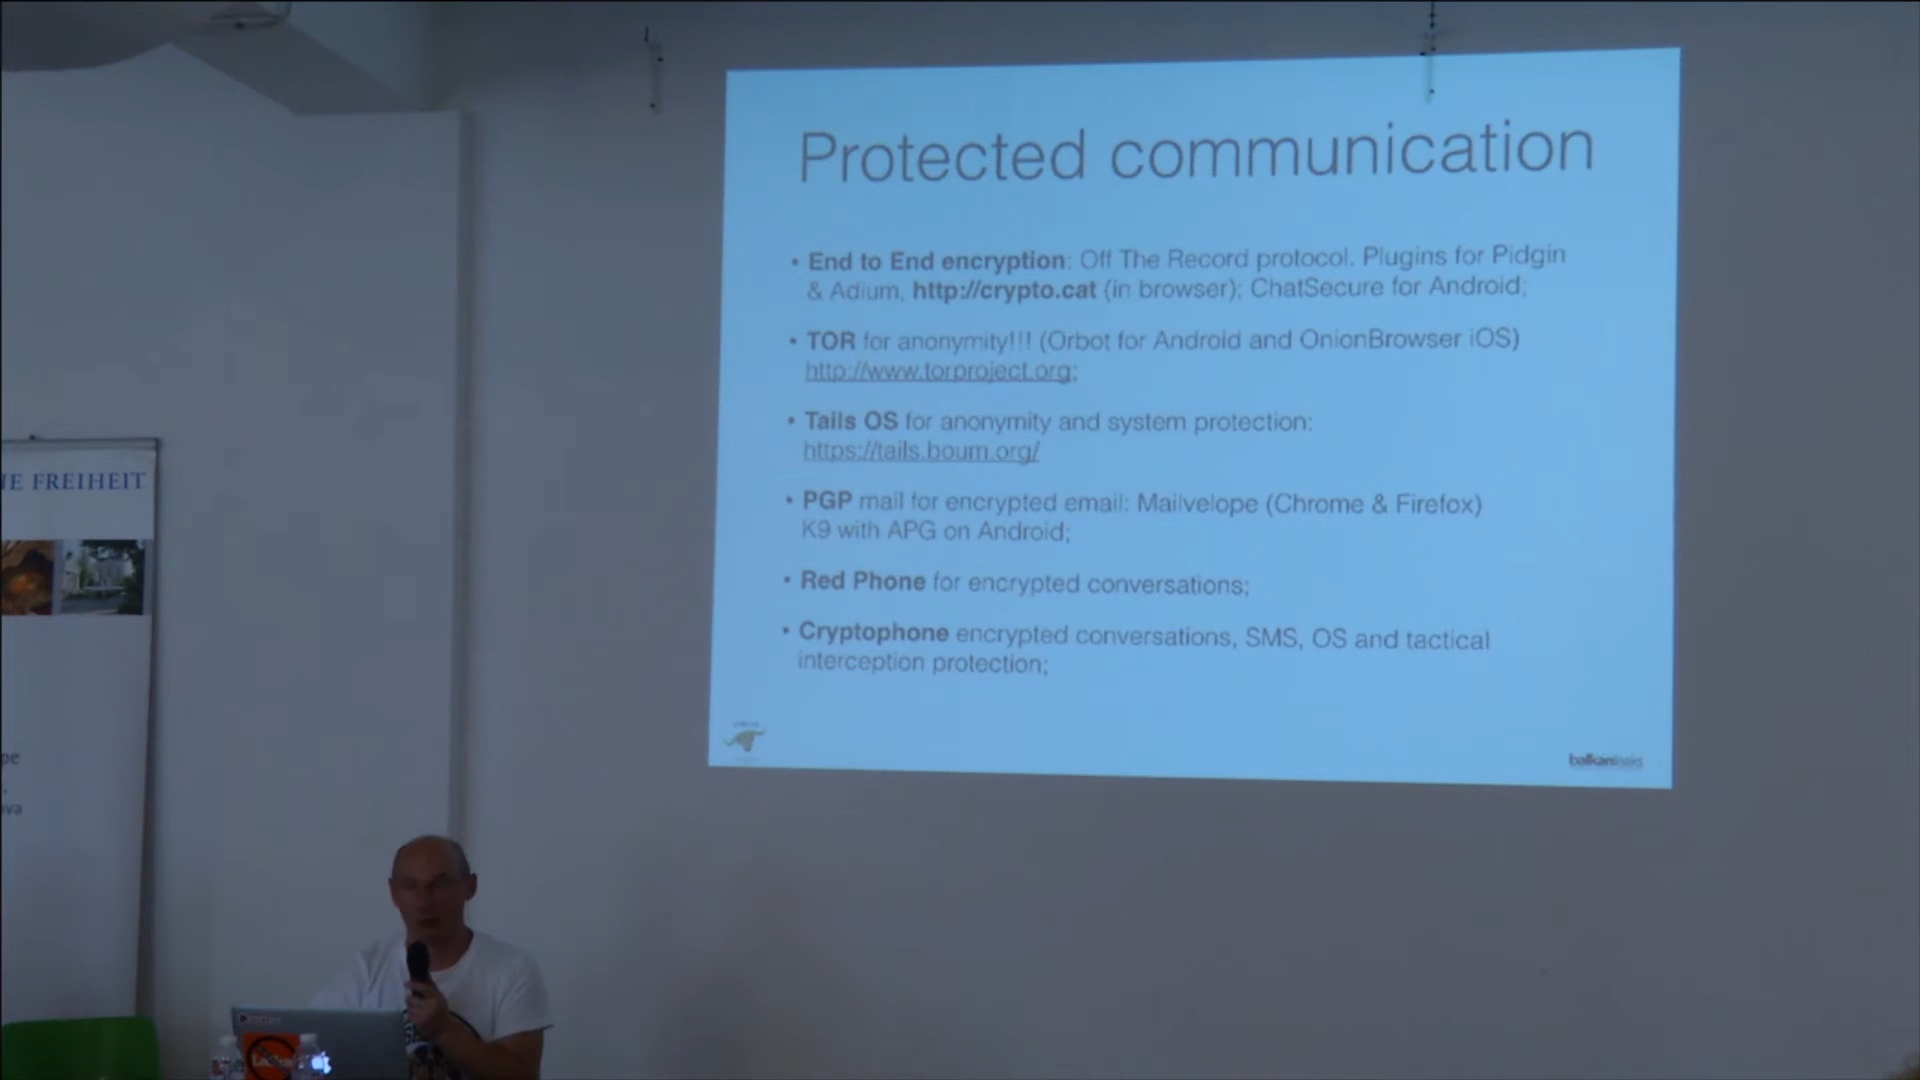 Protected communication
• End to End encryption: Off The Record protocol. Plugins for Pidgin
& Adium, http://crypto.cat (in browser); ChatSecure for Android;
• TOR for anonymity!!! (Orbot for Android and OnionBrowser iOS)
http://www.torproject.org;
• Tails OS for anonymity and system protection:
https://tails.boum.org/
• PGP mail for encrypted email: Mailvelope (Chrome & Firefox)
K9 with APG on Android;
• Red Phone for encrypted conversations;
• Cryptophone encrypted conversations, SMS, OS and tactical
interception protection;
balkanleaks
IE FREIHEIT
pe
ova